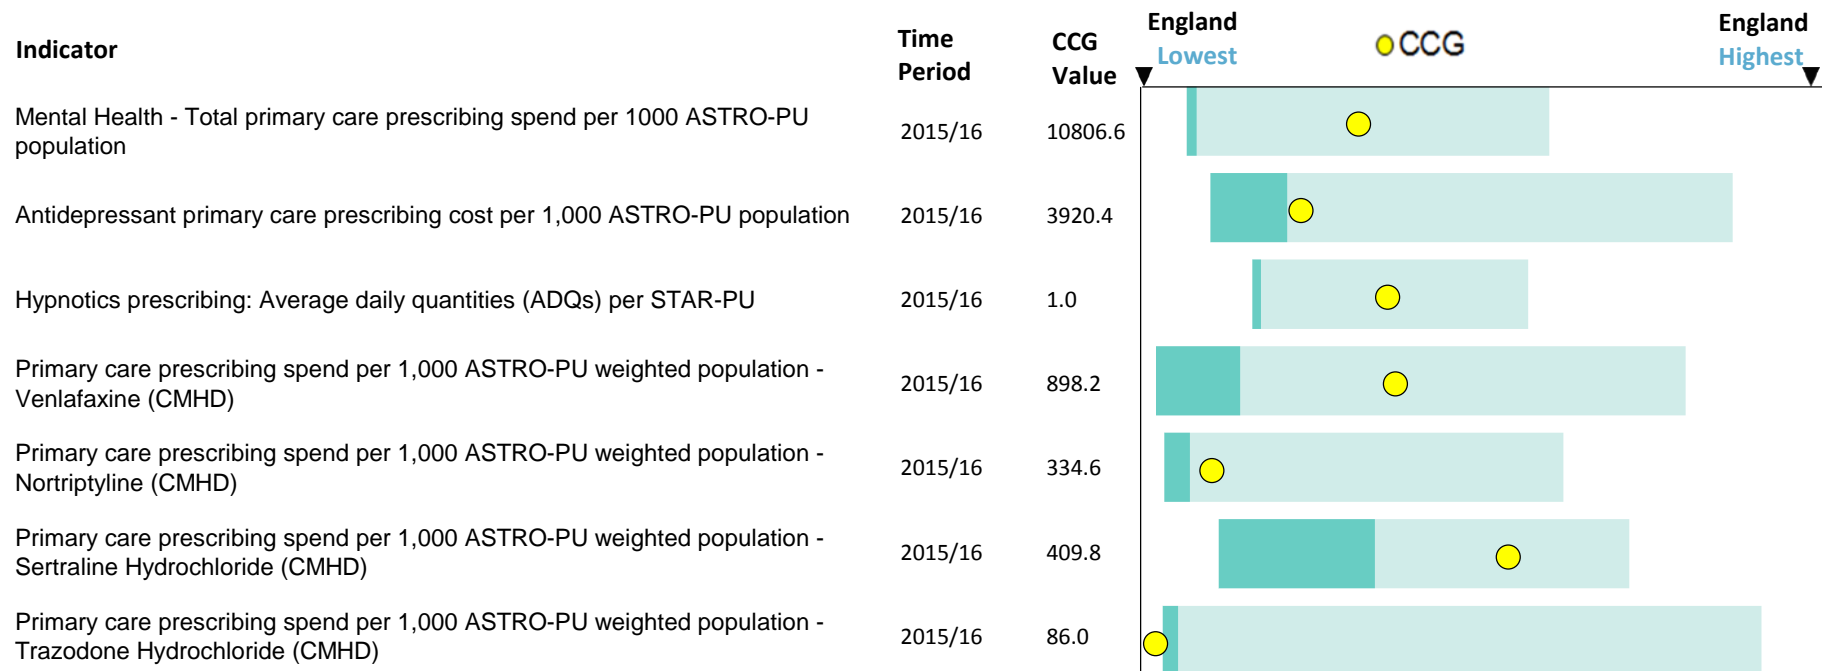 Indicator
Time
Period
CCG
Value
England
Lowest
CCG
England
Highest
Mental Health - Total primary care prescribing spend per 1000 ASTRO-PU
population
2015/16
10806.6
Antidepressant primary care prescribing cost per 1,000 ASTRO-PU population
2015/16
3920.4
Hypnotics prescribing: Average daily quantities (ADQs) per STAR-PU
2015/16
1.0
Primary care prescribing spend per 1,000 ASTRO-PU weighted population -
Venlafaxine (CMHD)
2015/16
898.2
Primary care prescribing spend per 1,000 ASTRO-PU weighted population -
Nortriptyline (CMHD)
2015/16
334.6
Primary care prescribing spend per 1,000 ASTRO-PU weighted population -
Sertraline Hydrochloride (CMHD)
2015/16
409.8
Primary care prescribing spend per 1,000 ASTRO-PU weighted population -
Trazodone Hydrochloride (CMHD)
2015/16
86.0